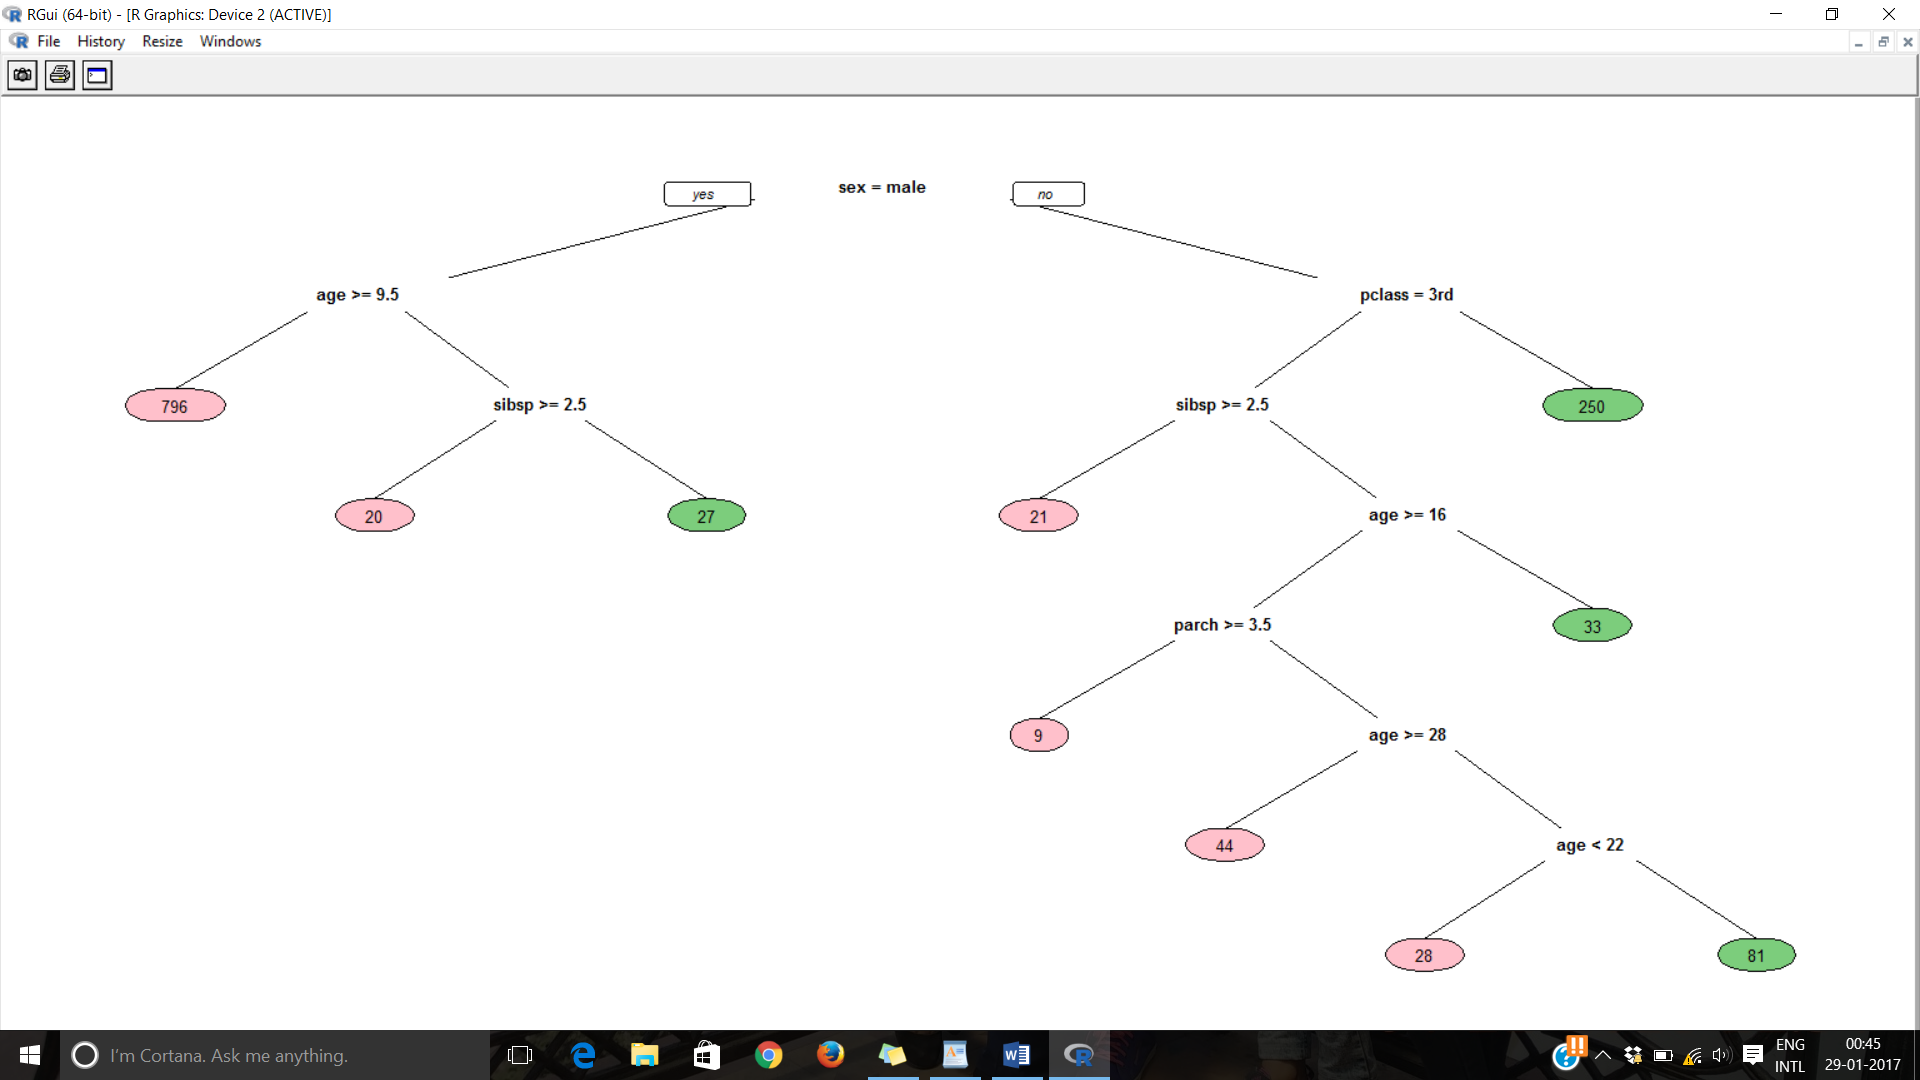 RGui (64-bit) - [R Graphics: Device 2 (ACTIVE)]
File History Resize Windows
yes
sex = male
no
age >= 9.5
pclass = 3rd
796
sibsp >= 2.5
sibsp >= 2.5
250
20
27
21
age >= 16
parch >= 3.5
33
9
age >= 28
44
age < 22
28
81
I'm Cortana. Ask me anything.
ENG
INTL
00:45
29-01-2017